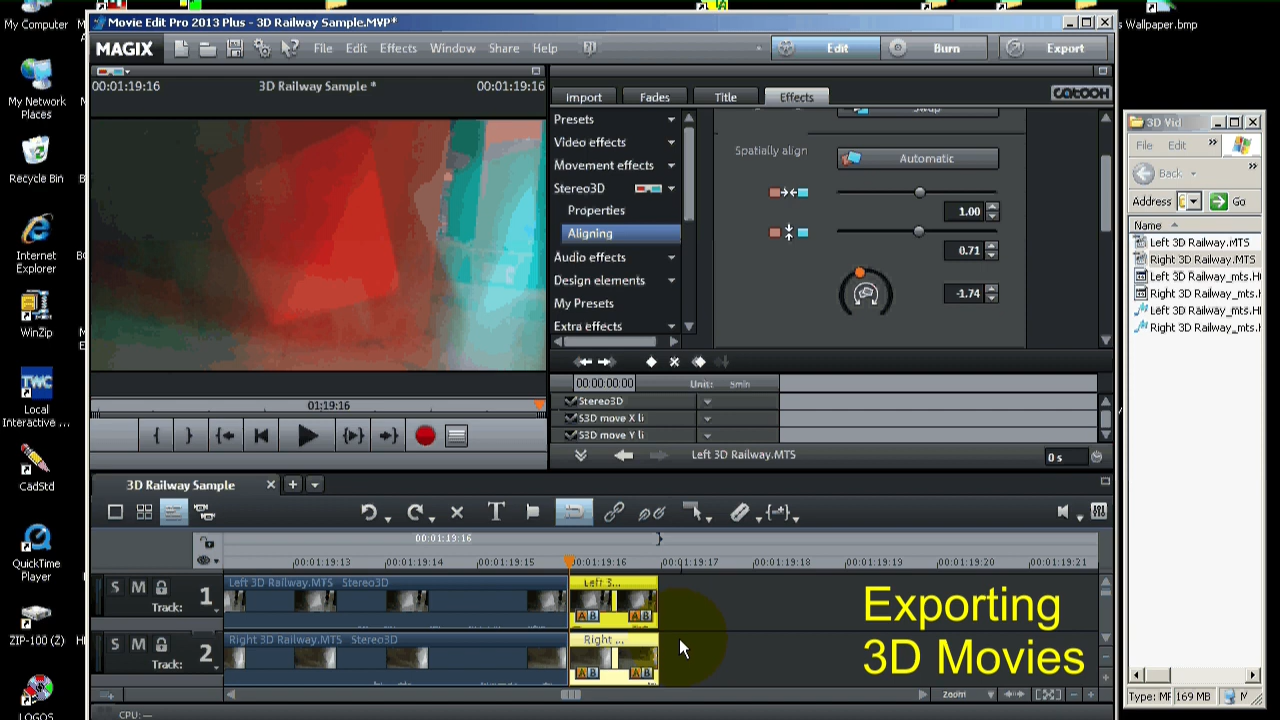 My Computer
My Network
Places
Recycle Bin
Internet
Explorer
WinZip
Local
Interactive ...
CadStd
QuickTime
Player
ZIP-100 (Z)
LOGOS
Wallpaper.bmp
Movie Edit Pro 2013 Plus - 3D Railway Sample.MVP*
MAGIX
File Edit Effects Window Share Help
Edit Burn Export
00:01:19:16 3D Railway Sample * 00:01:19:16
Import Fades Title Effects CATOOH
Presets
Video effects
Movement effects
Stereo3D
Properties
Aligning
Audio effects
Design elements
My Presets
Extra effects
Swap
Spatially align Automatic
1.00
0.71
-1.74
00:00:00:00 Unit: 5min
Stereo3D
S3D move X li
S3D move Y li
Left 3D Railway.MTS 0 s
01:19:16
3D Railway Sample
00:01:19:16
00:01:19:13 00:01:19:14 00:01:19:15 00:01:19:16 00:01:19:17 00:01:19:18 00:01:19:19 00:01:19:20 00:01:19:21
S M
Track: 1
Left 3D Railway.MTS Stereo3D Left 3...
A B A B
S M
Track: 2
Right 3D Railway.MTS Stereo3D Right ...
A B A B
Zoom
CPU: —
Exporting
3D Movies
3D Vid
File Edit »
Back »
Address Go
Name
Left 3D Railway.MTS
Right 3D Railway.MTS
Left 3D Railway_mts.H
Right 3D Railway_mts.H
Left 3D Railway_mts.H
Right 3D Railway_mts.
Type: MF 169 MB M